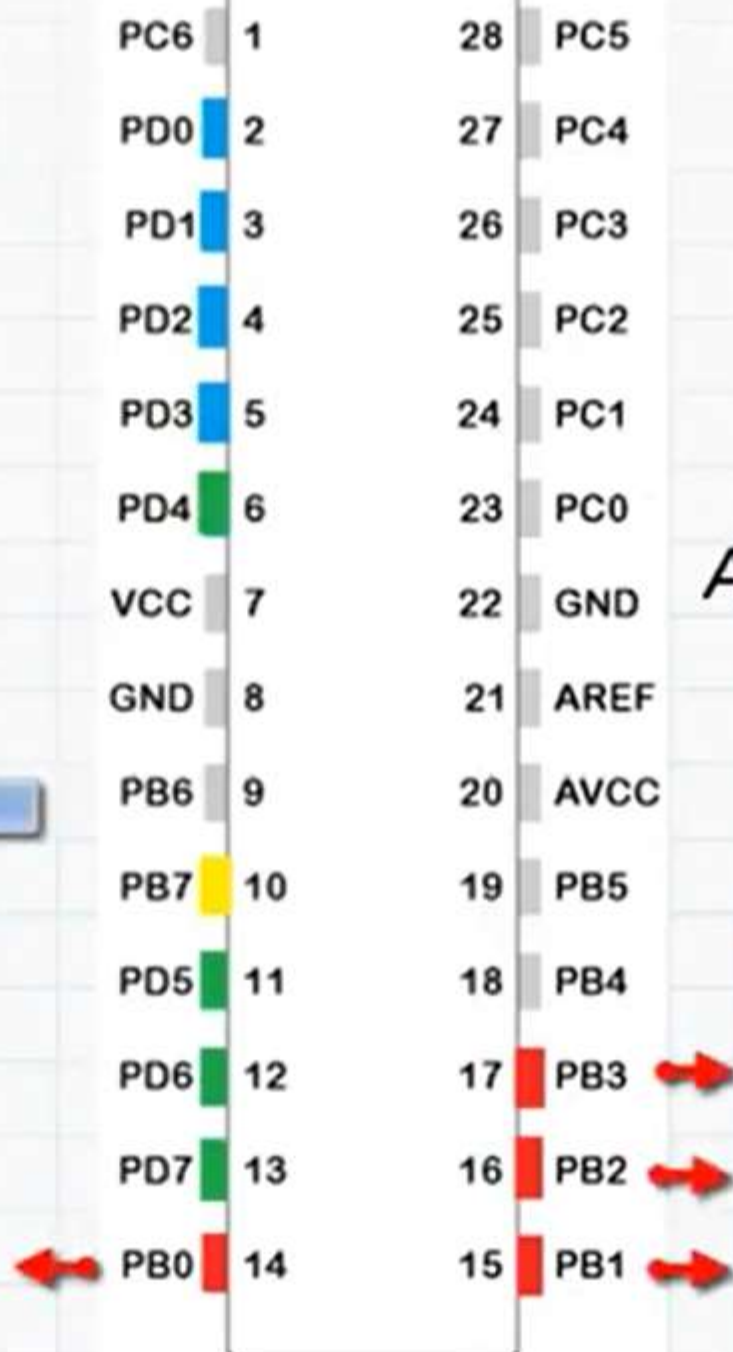 PC6 1 28 PC5
PD0 2 27 PC4
PD1 3 26 PC3
PD2 4 25 PC2
PD3 5 24 PC1
PD4 6 23 PC0
VCC 7 22 GND
GND 8 21 AREF
PB6 9 20 AVCC
PB7 10 19 PB5
PD5 11 18 PB4
PD6 12 17 PB3
PD7 13 16 PB2
PB0 14 15 PB1